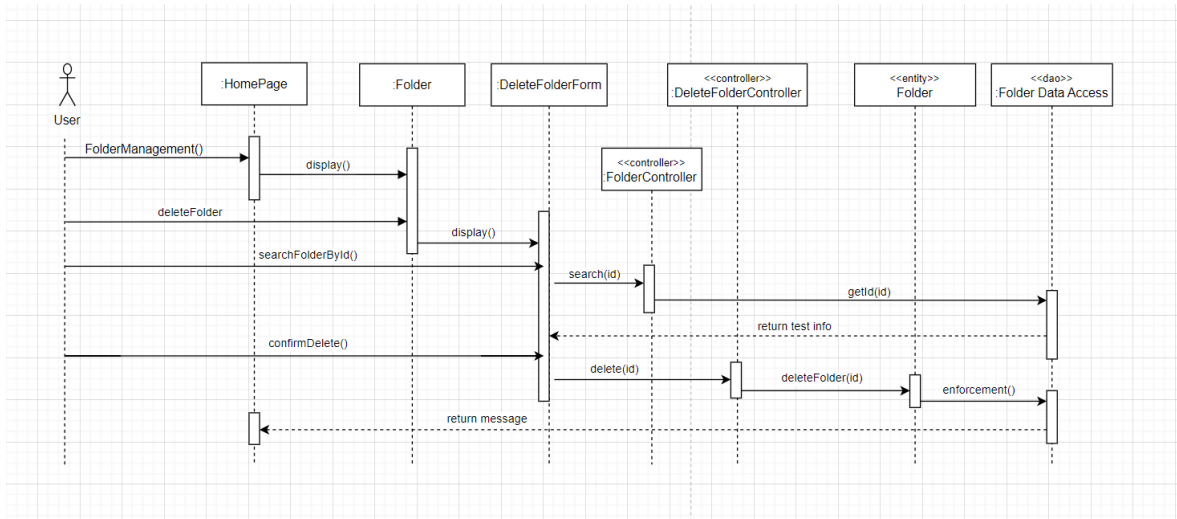 User
:HomePage
:Folder
:DeleteFolderForm
<<controller>>
:DeleteFolderController
<<entity>>
Folder
<<dao>>
:Folder Data Access
<<controller>>
:FolderController
FolderManagement()
display()
deleteFolder
display()
searchFolderById()
search(id)
getId(id)
return test info
confirmDelete()
delete(id)
deleteFolder(id)
enforcement()
return message